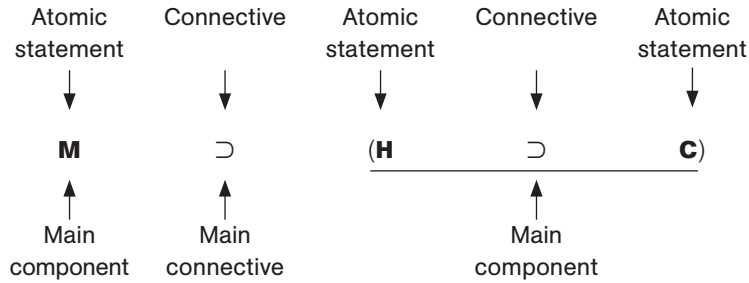 Atomic Connective Atomic Connective Atomic
statement statement statement
M ⊃ (H ⊃ C)
Main Main Main
component connective component